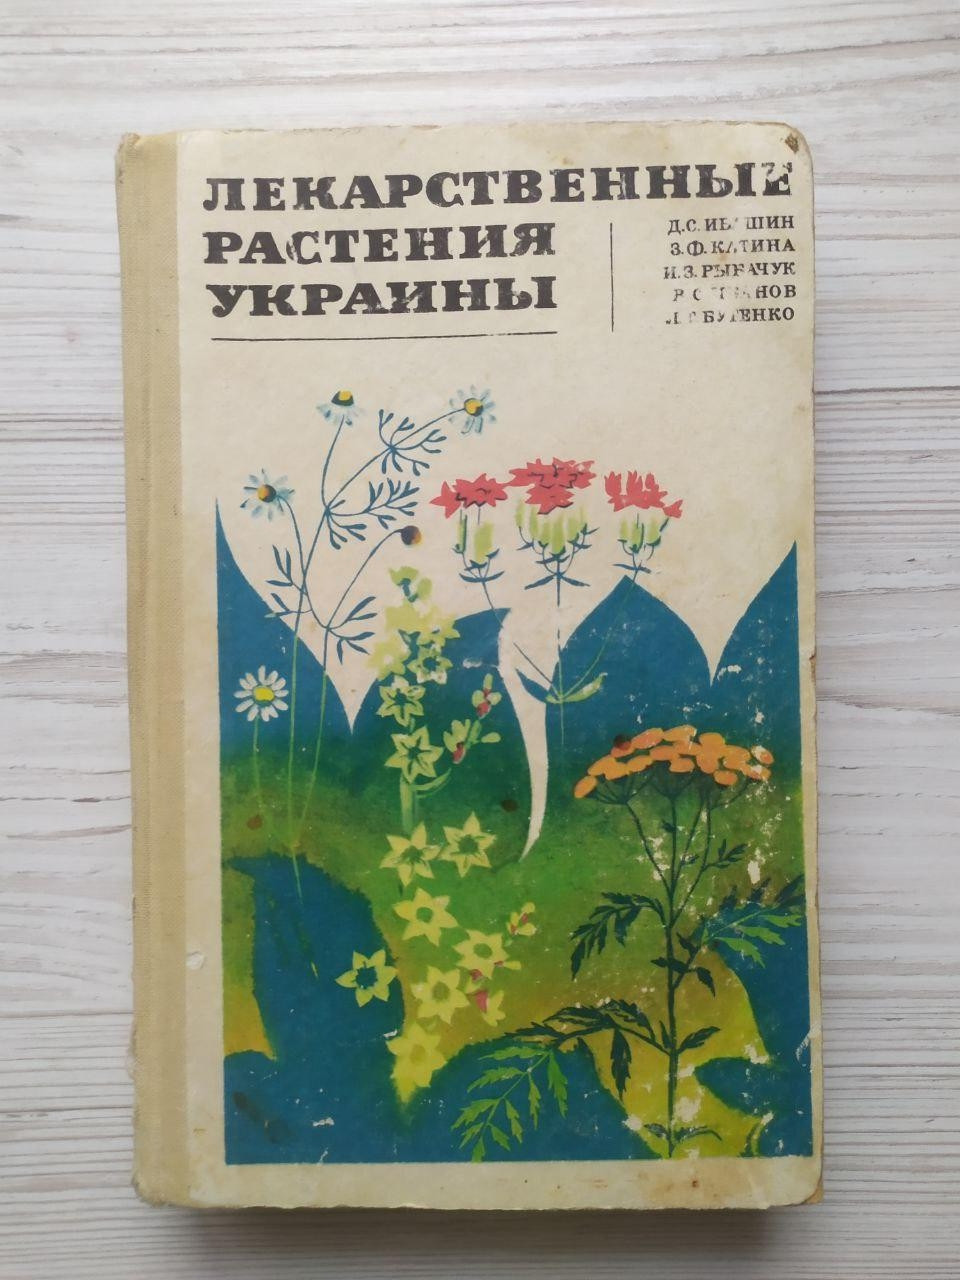 ЛЕКАРСТВЕННЫЕ
РАСТЕНИЯ
УКРАИНЫ
Д.С.
З.Ф.КАТИНА
И.З.РЫБАЧУК
БУТЕНКО